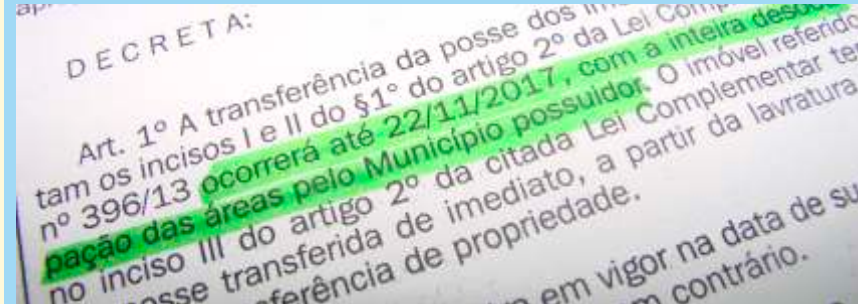 DECRETA:
Art. 1º A transferência da posse dos
tam os incisos I e II do §1º do artigo 2º da Lei
nº 396/13 ocorrerá até 22/11/2017, com a inteira
pação das áreas pelo Município possuidor. O imóvel referido
no inciso III do artigo 2º da citada Lei Complementar
transferida de imediato, a partir da lavratura
de propriedade.
em vigor na data de
contrário.